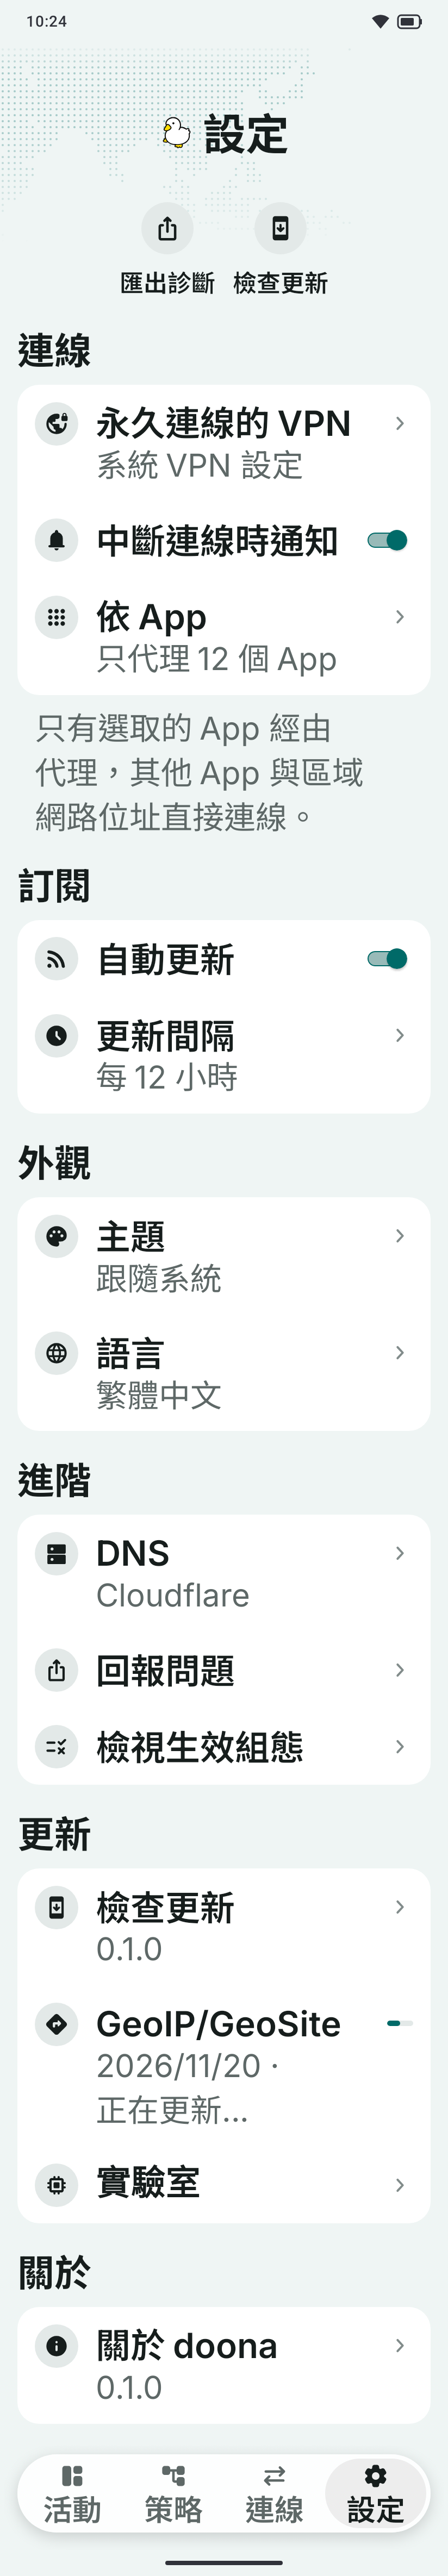 10:24
設定
匯出診斷
檢查更新
連線
永久連線的 VPN
系統 VPN 設定
中斷連線時通知
依 App
只代理 12 個 App
只有選取的 App 經由
代理，其他 App 與區域
網路位址直接連線。
訂閱
自動更新
更新間隔
每 12 小時
外觀
主題
跟隨系統
語言
繁體中文
進階
DNS
Cloudflare
回報問題
檢視生效組態
更新
檢查更新
0.1.0
GeoIP/GeoSite
2026/11/20 ·
正在更新...
實驗室
關於
關於 doona
0.1.0
活動
策略
連線
設定